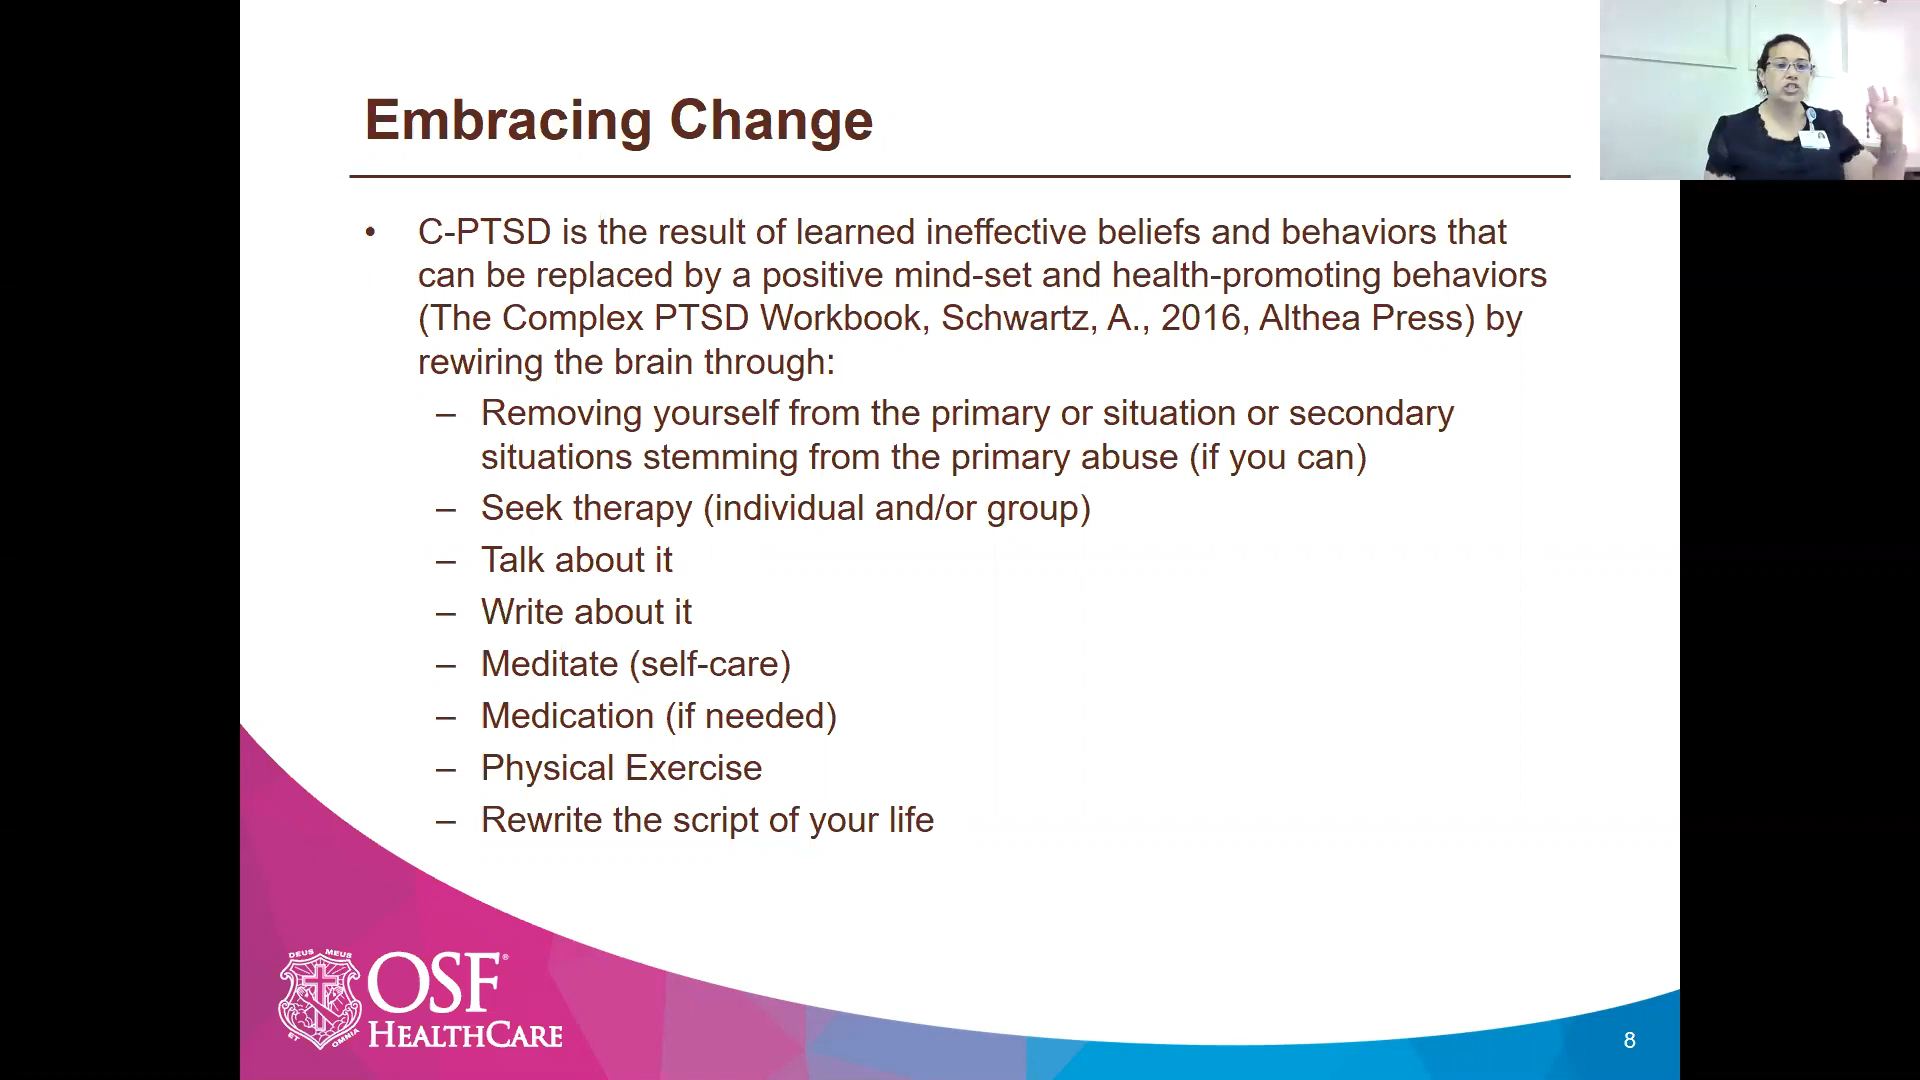 Embracing Change
• C-PTSD is the result of learned ineffective beliefs and behaviors that
can be replaced by a positive mind-set and health-promoting behaviors
(The Complex PTSD Workbook, Schwartz, A., 2016, Althea Press) by
rewiring the brain through:
– Removing yourself from the primary or situation or secondary
situations stemming from the primary abuse (if you can)
– Seek therapy (individual and/or group)
– Talk about it
– Write about it
– Meditate (self-care)
– Medication (if needed)
– Physical Exercise
– Rewrite the script of your life
DEUS MEUS
ET OMNIA
OSF®
HEALTHCARE
8